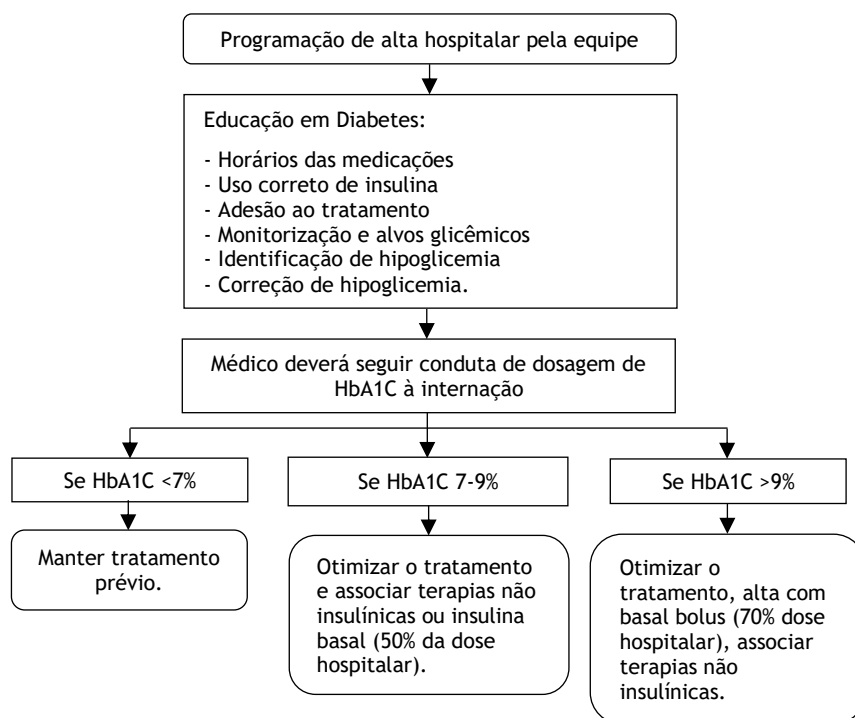 Programação de alta hospitalar pela equipe
Educação em Diabetes:
- Horários das medicações
- Uso correto de insulina
- Adesão ao tratamento
- Monitorização e alvos glicêmicos
- Identificação de hipoglicemia
- Correção de hipoglicemia.
Médico deverá seguir conduta de dosagem de
HbA1C à internação
Se HbA1C <7%
Se HbA1C 7-9%
Se HbA1C >9%
Manter tratamento
prévio.
Otimizar o tratamento
e associar terapias não
insulínicas ou insulina
basal (50% da dose
hospitalar).
Otimizar o
tratamento, alta com
basal bolus (70% dose
hospitalar), associar
terapias não
insulínicas.